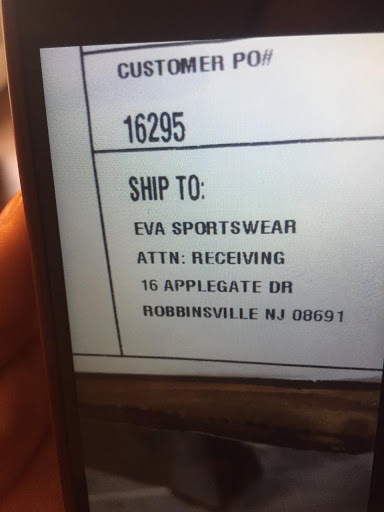 CUSTOMER PO#
16295
SHIP TO:
EVA SPORTSWEAR
ATTN: RECEIVING
16 APPLEGATE DR
ROBBINSVILLE NJ 08691